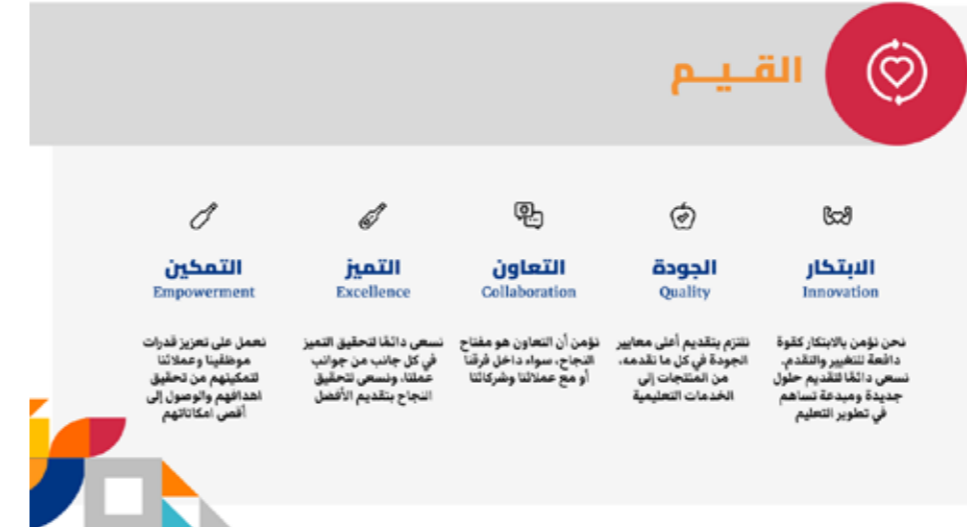 القيم
الابتكار
Innovation
نحن نؤمن بالابتكار كقوة
دافعة للتغيير والتقدم.
نسعى دائمًا لتقديم حلول
جديدة ومبدعة تساهم
في تطوير التعليم
الجودة
Quality
نلتزم بتقديم أعلى معايير
الجودة في كل ما نقدمه،
من المنتجات إلى
الخدمات التعليمية
التعاون
Collaboration
نؤمن أن التعاون هو مفتاح
النجاح، سواء داخل فرقنا
أو مع عملائنا وشركائنا
التميز
Excellence
نسعى دائمًا لتحقيق التميز
في كل جانب من جوانب
عملنا، ونسعى لتحقيق
النجاح بتقديم الأفضل
التمكين
Empowerment
نعمل على تعزيز قدرات
موظفينا وعملائنا
لتمكينهم من تحقيق
اهدافهم والوصول إلى
أقصى امكاناتهم